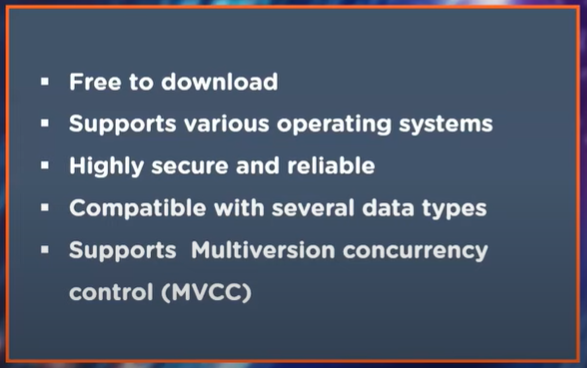 ▪ Free to download
▪ Supports various operating systems
▪ Highly secure and reliable
▪ Compatible with several data types
▪ Supports  Multiversion concurrency
control (MVCC)